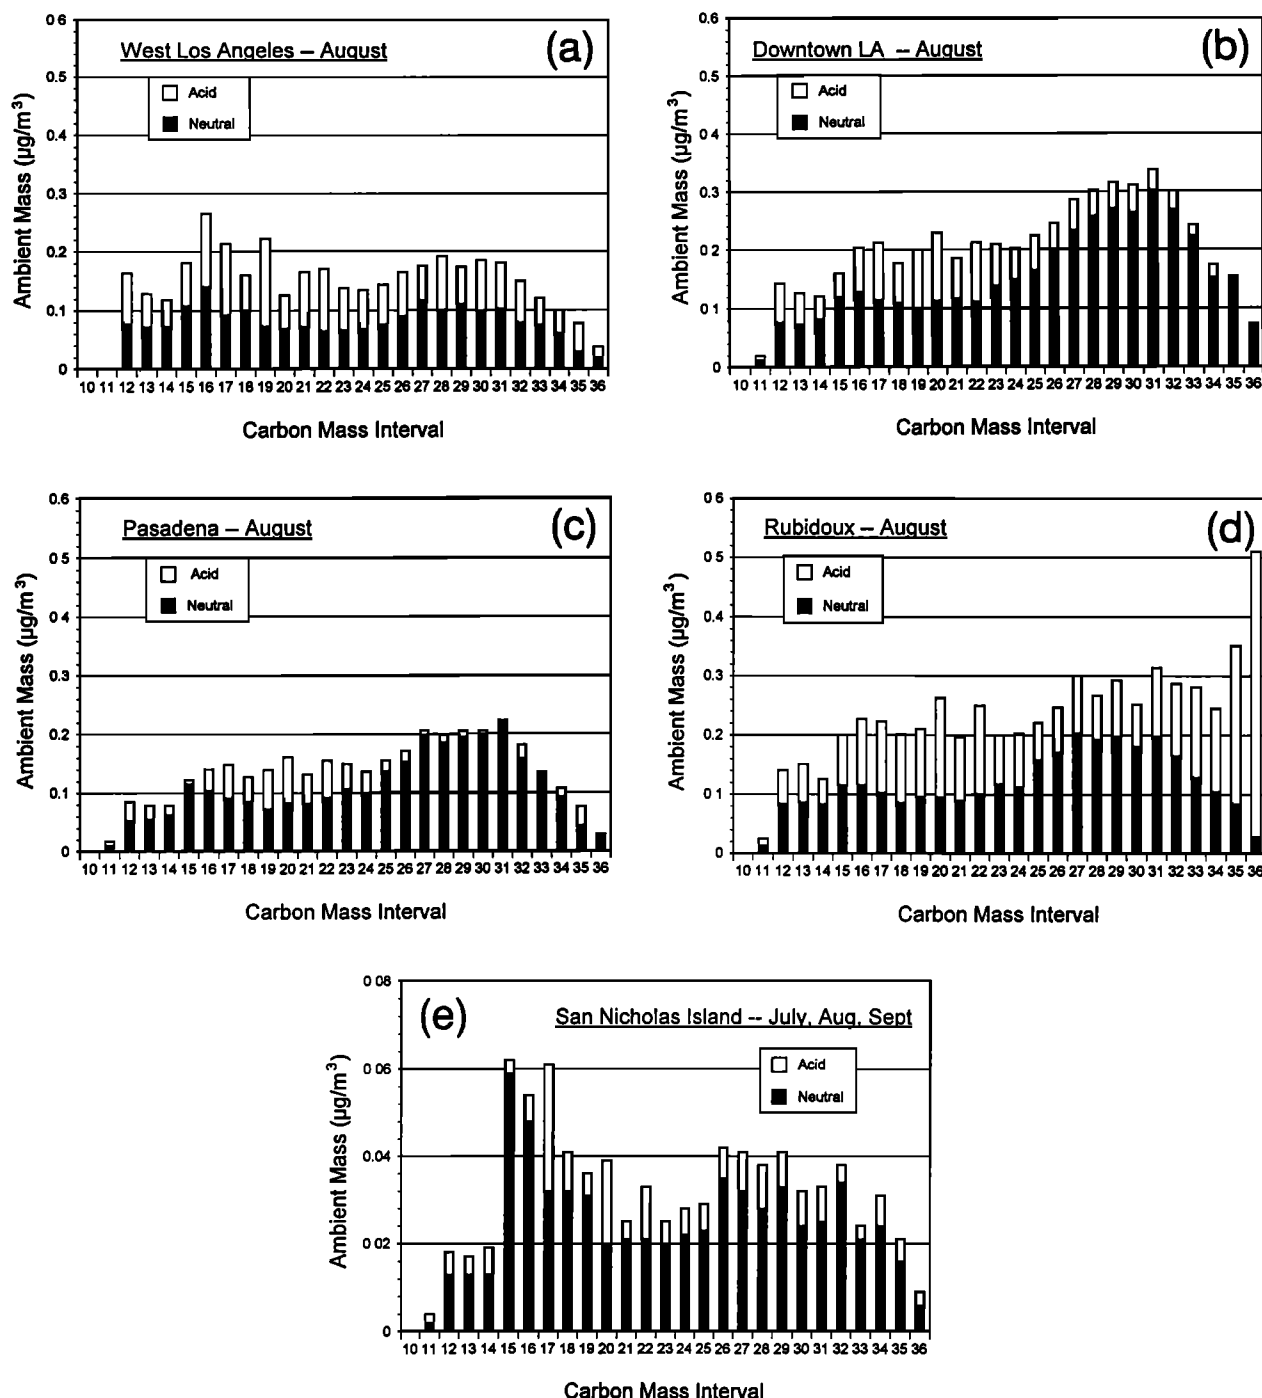 West Los Angeles – August
(a)
Acid
Neutral
Ambient Mass (µg/m³)
0 6
0.5
0.4
0.3
0.2
0.1
0
10 11 12 13 14 15 16 17 18 19 20 21 22 23 24 25 26 27 28 29 30 31 32 33 34 35 36
Carbon Mass Interval
Downtown LA – August
(b)
Acid
Neutral
Ambient Mass (µg/m³)
0.6
0.5
0 4
0.3
0.2
0.1
0
10 11 12 13 14 15 16 17 18 19 20 21 22 23 24 25 26 27 28 29 30 31 32 33 34 35 36
Carbon Mass Interval
Pasadena – August
(c)
Acid
Neutral
Ambient Mass (µg/m³)
0.6
0.5
0 4
0.3
0.2
0.1
0
10 11 12 13 14 15 16 17 18 19 20 21 22 23 24 25 26 27 28 29 30 31 32 33 34 35 36
Carbon Mass Interval
Rubidoux – August
(d)
Acid
Neutral
Ambient Mass (µg/m³)
0.6
0 5
0.4
0.3
0.2
0.1
0
10 11 12 13 14 15 16 17 18 19 20 21 22 23 24 25 26 27 28 29 30 31 32 33 34 35 36
Carbon Mass Interval
(e)
San Nicholas Island -- July, Aug, Sept
Acid
Neutral
Ambient Mass (µg/m³)
0 08
0 06
0.04
0 02
0
10 11 12 13 14 15 16 17 18 19 20 21 22 23 24 25 26 27 28 29 30 31 32 33 34 35 36
Carbon Mass Interval